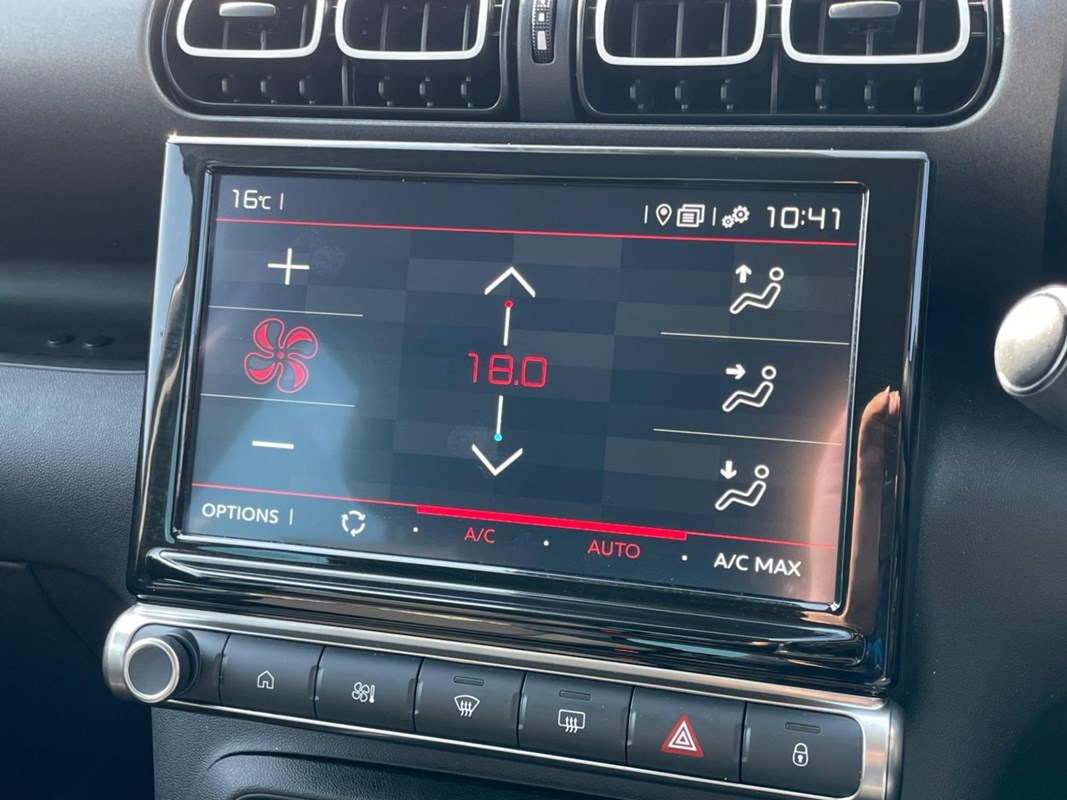 16°C
10:41
18.0
OPTIONS
A/C
AUTO
A/C MAX